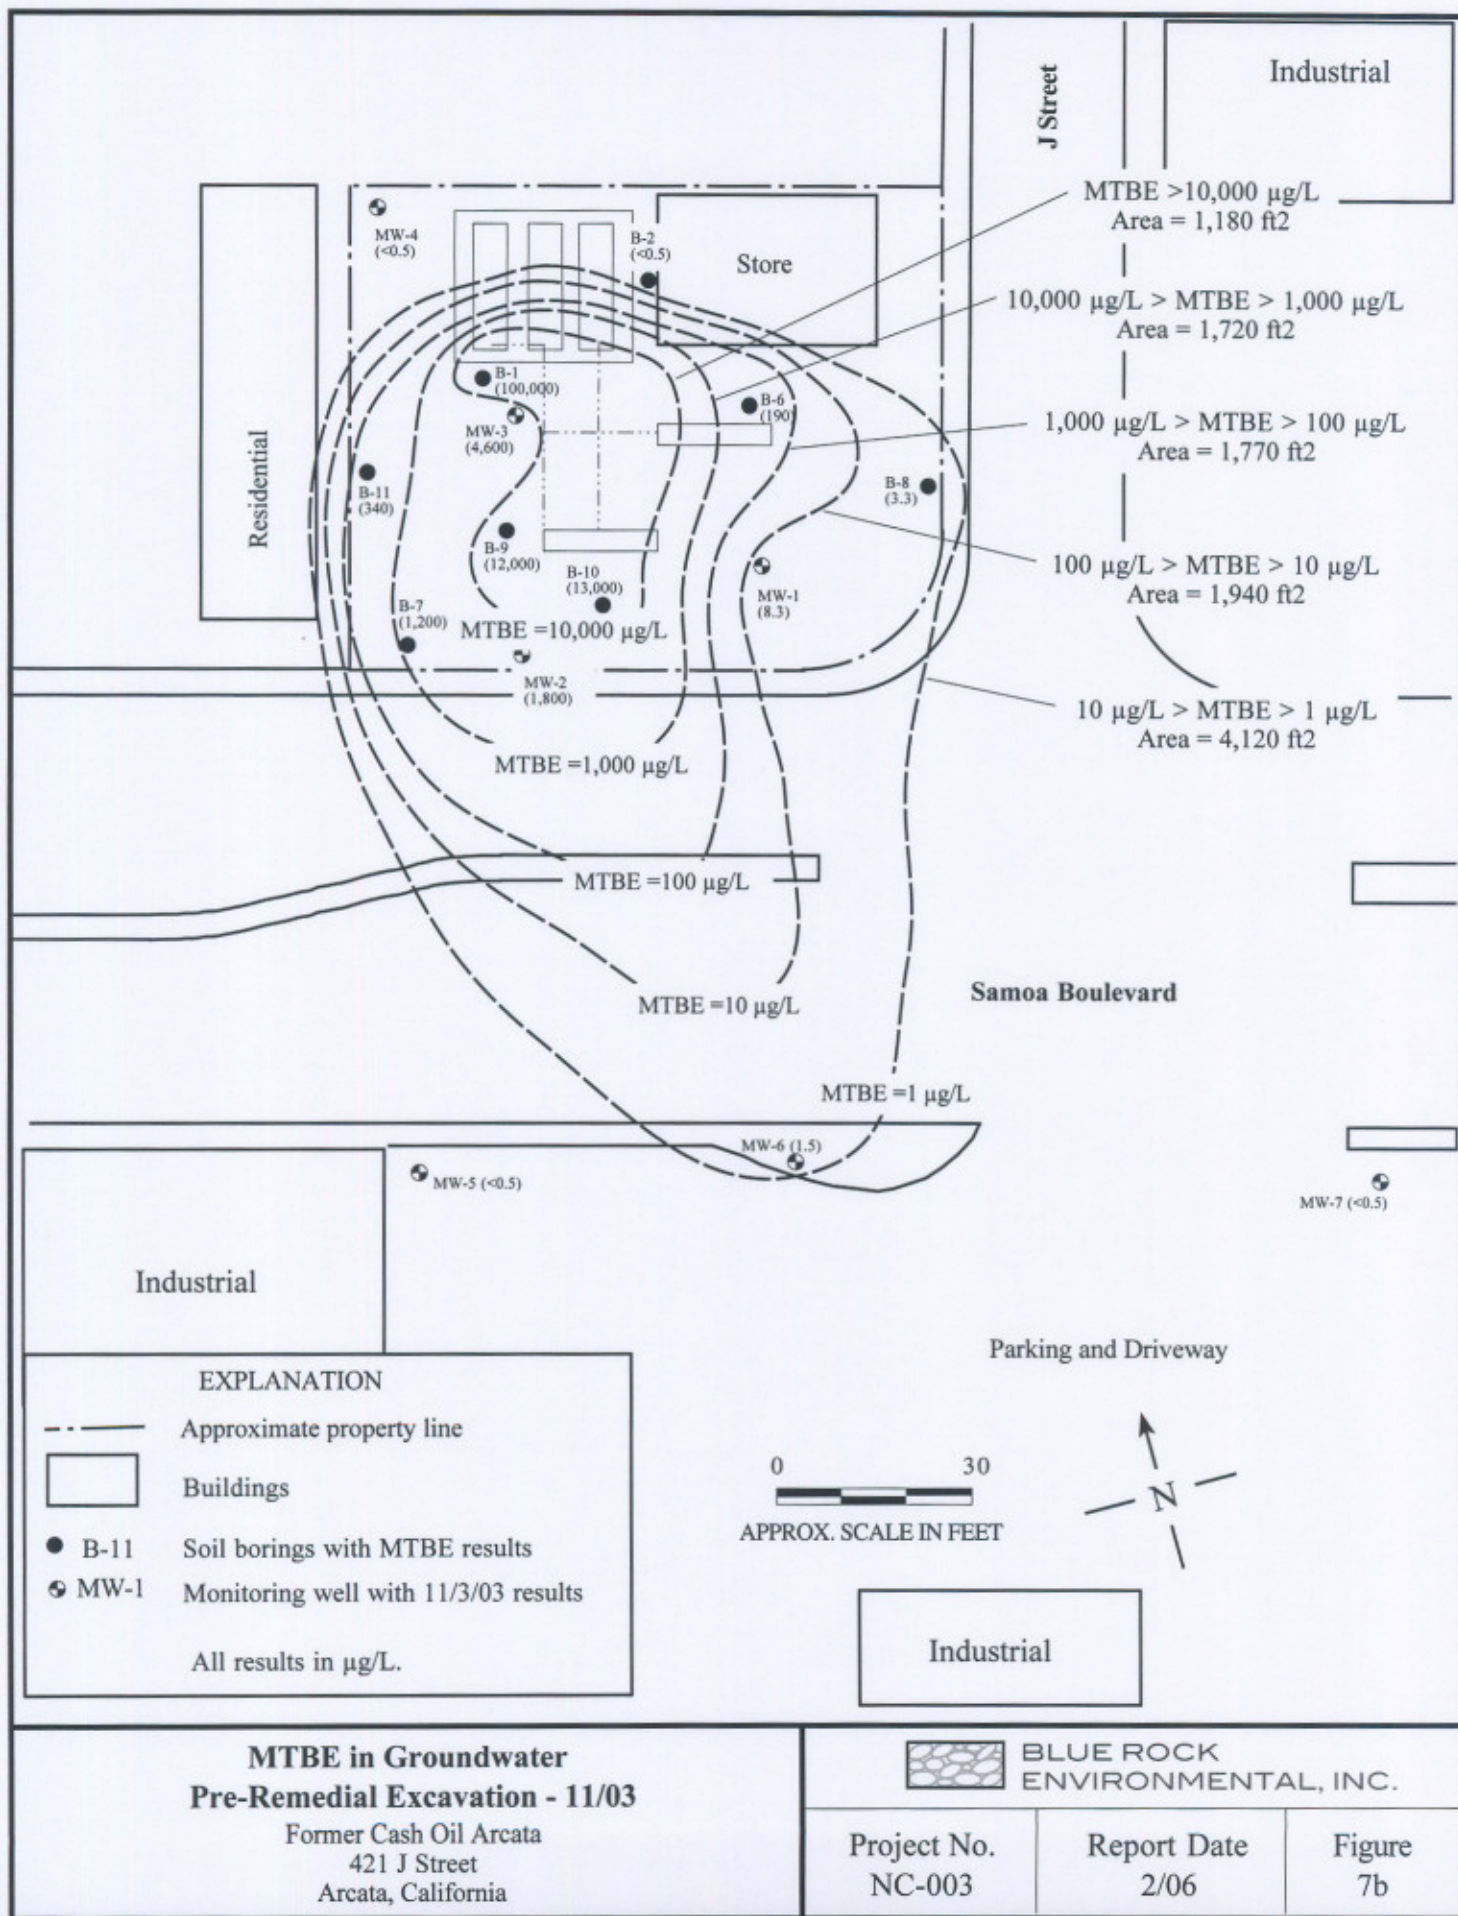 Industrial
J Street
MTBE >10,000 µg/L
Area = 1,180 ft2
MW-4
(<0.5)
B-2
(<0.5)
Store
10,000 µg/L > MTBE > 1,000 µg/L
Area = 1,720 ft2
B-1
(100,000)
MW-3
(4,600)
B-6
(190)
1,000 µg/L > MTBE > 100 µg/L
Area = 1,770 ft2
Residential
B-11
(340)
B-8
(3.3)
B-9
(12,000)
B-10
(13,000)
MW-1
(8.3)
100 µg/L > MTBE > 10 µg/L
Area = 1,940 ft2
B-7
(1,200)
MTBE =10,000 µg/L
MW-2
(1,800)
10 µg/L > MTBE > 1 µg/L
Area = 4,120 ft2
MTBE =1,000 µg/L
MTBE =100 µg/L
MTBE =10 µg/L
Samoa Boulevard
MTBE =1 µg/L
MW-6 (1.5)
MW-5 (<0.5)
MW-7 (<0.5)
Industrial
Parking and Driveway
EXPLANATION
Approximate property line
Buildings
B-11 Soil borings with MTBE results
MW-1 Monitoring well with 11/3/03 results
All results in µg/L.
0 30
APPROX. SCALE IN FEET
N
Industrial
MTBE in Groundwater
Pre-Remedial Excavation - 11/03
Former Cash Oil Arcata
421 J Street
Arcata, California
BLUE ROCK
ENVIRONMENTAL, INC.
Project No.
NC-003
Report Date
2/06
Figure
7b